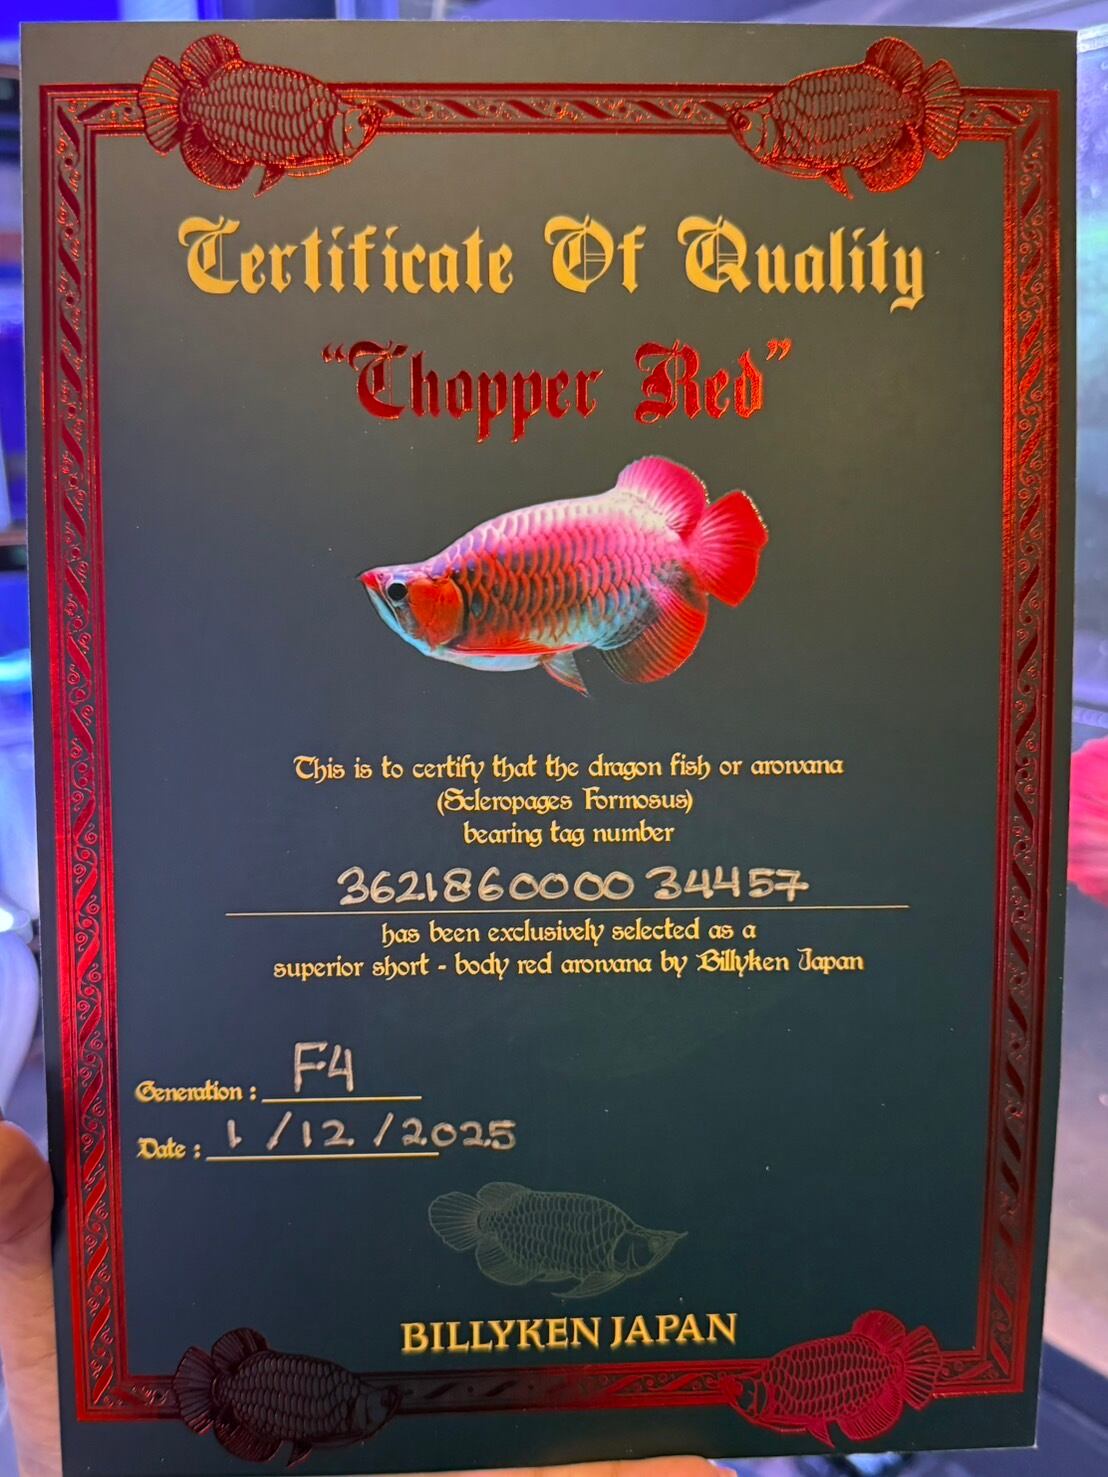 Certificate Of Quality
"Chopper Red"
This is to certify that the dragon fish or arowana
(Scleropages Formosus)
bearing tag number
3621860000 34457
has been exclusively selected as a
superior short - body red arowana by Billyken Japan
Generation : F4
Date : 1 / 12 / 2025
BILLYKEN JAPAN